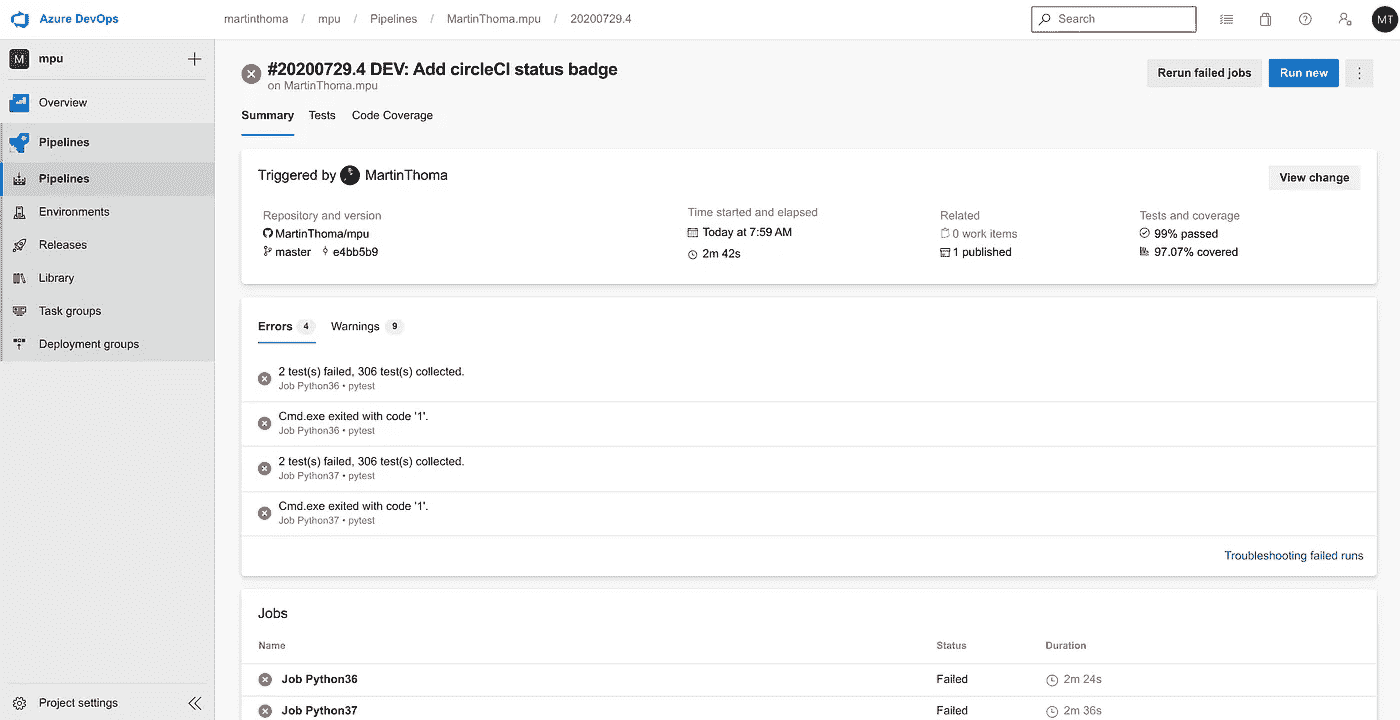 Azure DevOps
martinthoma / mpu / Pipelines / MartinThoma.mpu / 20200729.4
Search
MT
M mpu
Overview
Pipelines
Pipelines
Environments
Releases
Library
Task groups
Deployment groups
Project settings
#20200729.4 DEV: Add circleCI status badge
on MartinThoma.mpu
Rerun failed jobs
Run new
Summary Tests Code Coverage
Triggered by MartinThoma
View change
Repository and version
MartinThoma/mpu
master e4bb5b9
Time started and elapsed
Today at 7:59 AM
2m 42s
Related
0 work items
1 published
Tests and coverage
99% passed
97.07% covered
Errors 4 Warnings 9
2 test(s) failed, 306 test(s) collected.
Job Python36 • pytest
Cmd.exe exited with code '1'.
Job Python36 • pytest
2 test(s) failed, 306 test(s) collected.
Job Python37 • pytest
Cmd.exe exited with code '1'.
Job Python37 • pytest
Troubleshooting failed runs
Jobs
Name Status Duration
Job Python36 Failed 2m 24s
Job Python37 Failed 2m 36s